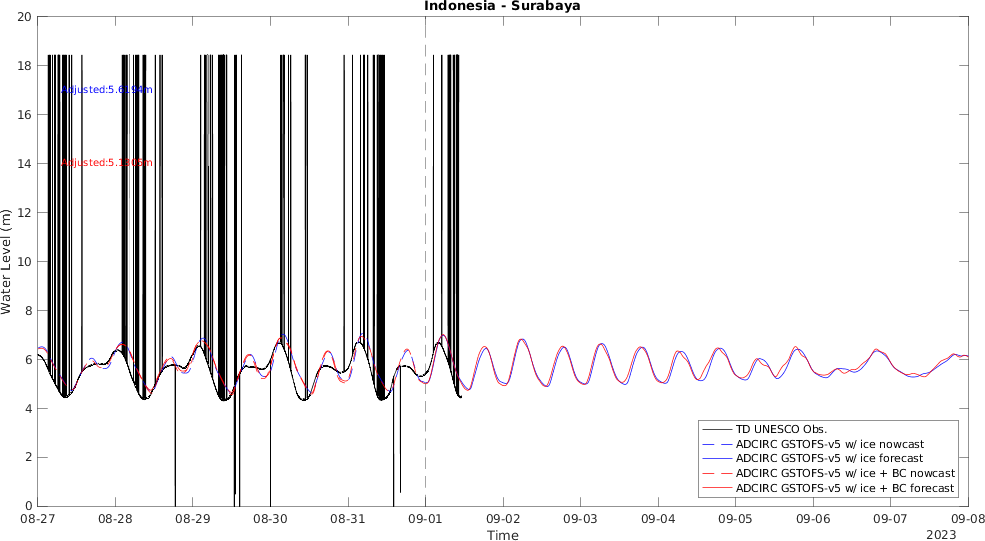 Indonesia - Surabaya
20
18
16
14
12
10
8
6
4
2
0
Water Level (m)
TD UNESCO Obs.
ADCIRC GSTOFS-v5 w/ ice nowcast
ADCIRC GSTOFS-v5 w/ ice forecast
ADCIRC GSTOFS-v5 w/ ice + BC nowcast
ADCIRC GSTOFS-v5 w/ ice + BC forecast
08-27 08-28 08-29 08-30 08-31 09-01 09-02 09-03 09-04 09-05 09-06 09-07 09-08
Time
2023